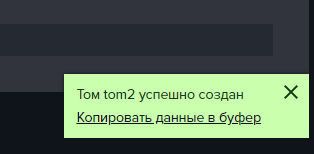 Том tom2 успешно создан
Копировать данные в буфер